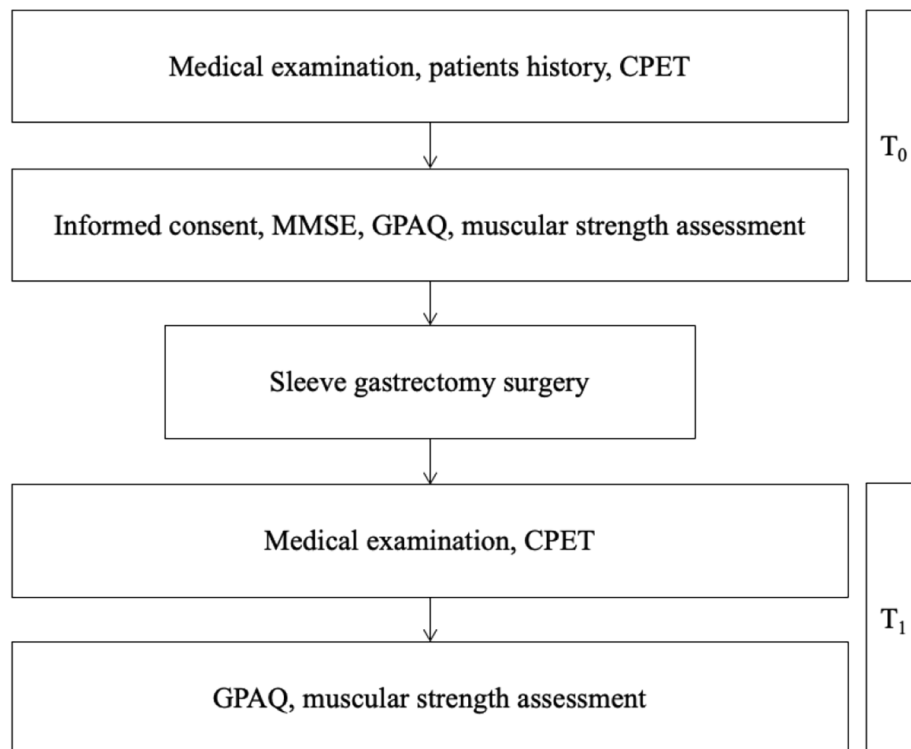 Medical examination, patients history, CPET
T₀
Informed consent, MMSE, GPAQ, muscular strength assessment
Sleeve gastrectomy surgery
Medical examination, CPET
T₁
GPAQ, muscular strength assessment